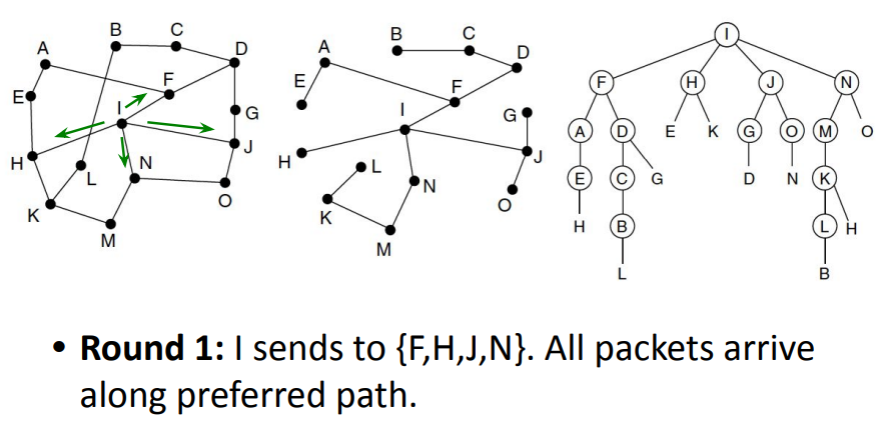 B C
A D
F
E I G
H J
L N
K O
M
B C
A D
E F
I G
H L J
N
K O
M
I
F H J N
A D E K G O M O
E C G D N K
H B L H
L B
• Round 1: I sends to {F,H,J,N}. All packets arrive
along preferred path.